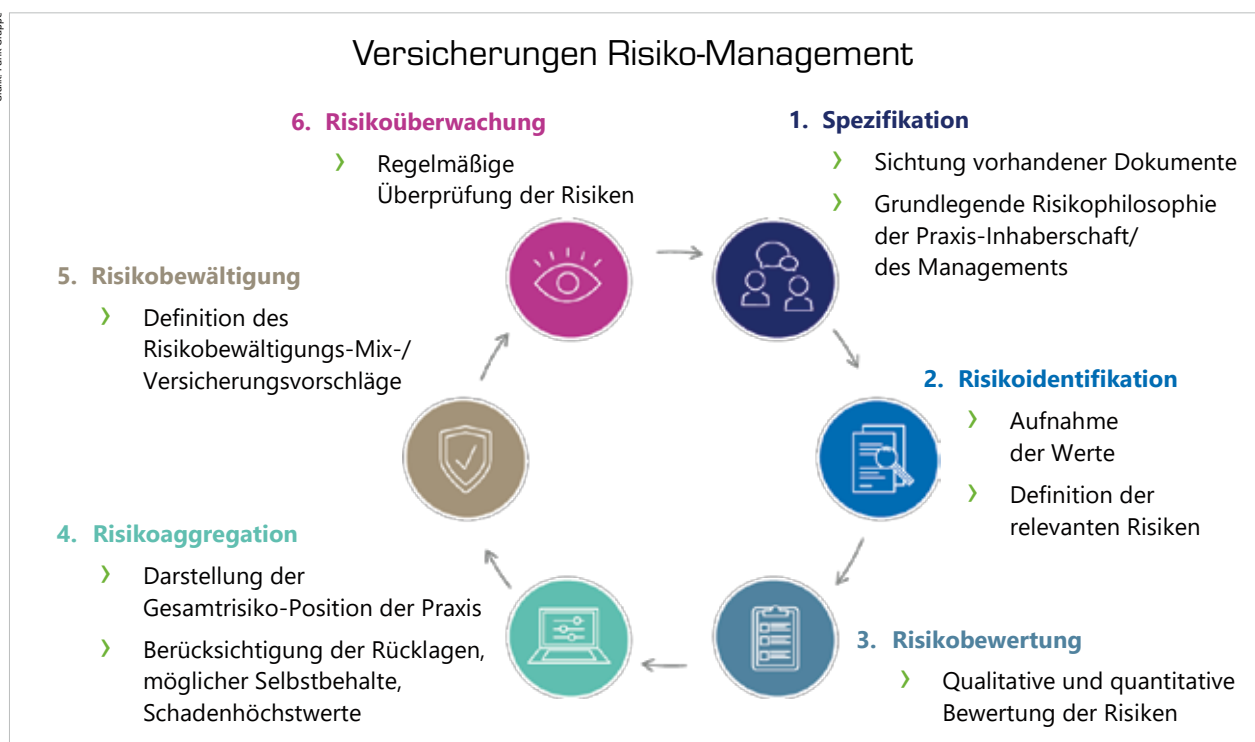 Versicherungen Risiko-Management
1. Spezifikation
› Sichtung vorhandener Dokumente
› Grundlegende Risikophilosophie
der Praxis-Inhaberschaft/
des Managements
2. Risikoidentifikation
› Aufnahme
der Werte
› Definition der
relevanten Risiken
3. Risikobewertung
› Qualitative und quantitative
Bewertung der Risiken
4. Risikoaggregation
› Darstellung der
Gesamtrisiko-Position der Praxis
› Berücksichtigung der Rücklagen,
möglicher Selbstbehalte,
Schadenhöchstwerte
5. Risikobewältigung
› Definition des
Risikobewältigungs-Mix-/
Versicherungsvorschläge
6. Risikoüberwachung
› Regelmäßige
Überprüfung der Risiken